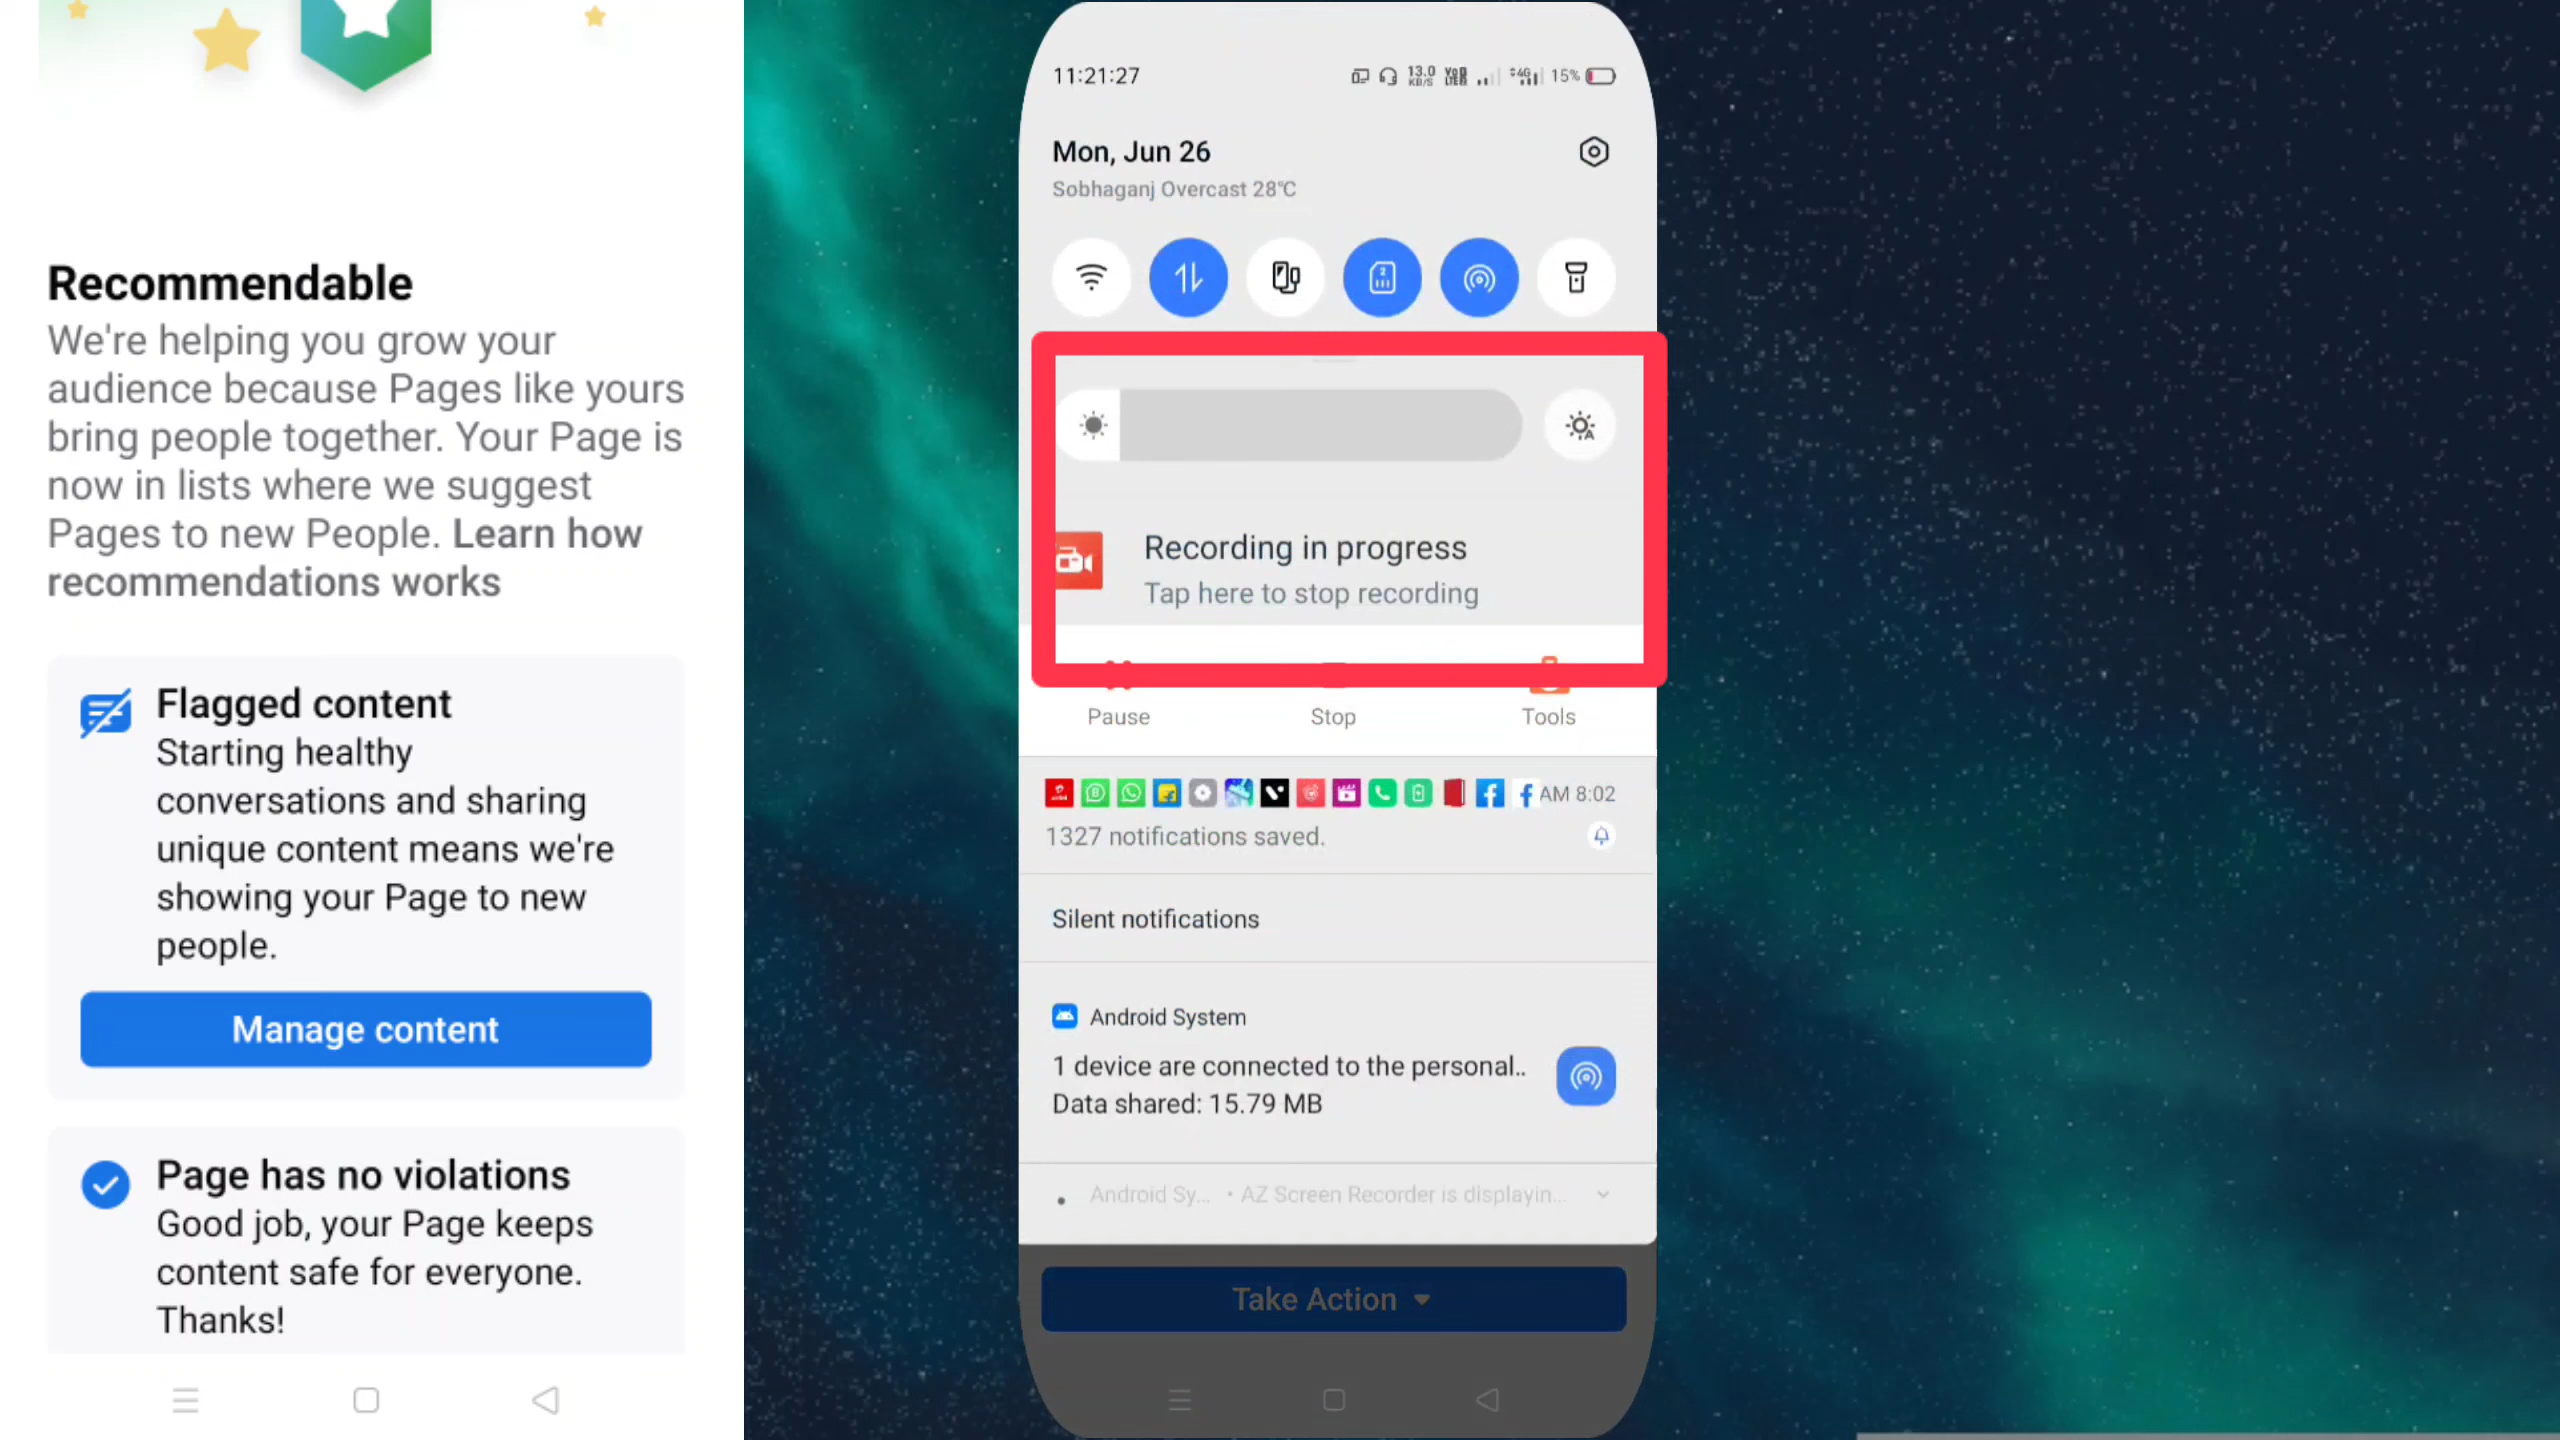 Recommendable
We're helping you grow your
audience because Pages like yours
bring people together. Your Page is
now in lists where we suggest
Pages to new People. Learn how
recommendations works
Flagged content
Starting healthy
conversations and sharing
unique content means we're
showing your Page to new
people.
Manage content
Page has no violations
Good job, your Page keeps
content safe for everyone.
Thanks!
11:21:27
13.0 KB/S 4G 15%
Mon, Jun 26
Sobhaganj Overcast 28°C
Recording in progress
Tap here to stop recording
Pause Stop Tools
AM 8:02
1327 notifications saved.
Silent notifications
Android System
1 device are connected to the personal..
Data shared: 15.79 MB
Android Sy... • AZ Screen Recorder is displayin...
Take Action